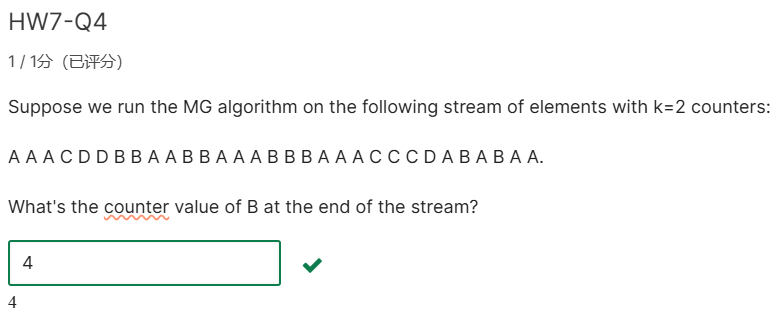 HW7-Q4
1 / 1分（已评分）
Suppose we run the MG algorithm on the following stream of elements with k=2 counters:
A A A C D D B B A A B B A A A B B B A A A C C C D A B A B A A.
What's the counter value of B at the end of the stream?
4
4